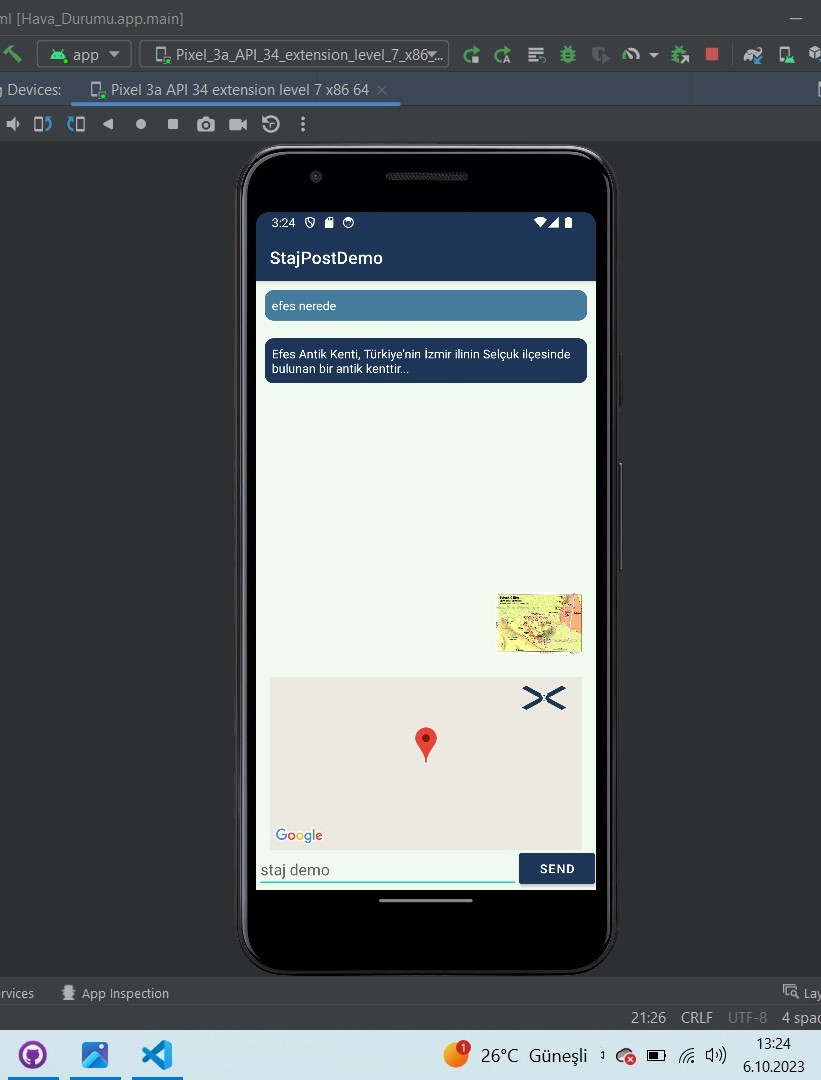 ml [Hava_Durumu.app.main]
app
Pixel_3a_API_34_extension_level_7_x86_...
Devices:
Pixel 3a API 34 extension level 7 x86 64
3:24
StajPostDemo
efes nerede
Efes Antik Kenti, Türkiye'nin İzmir ilinin Selçuk ilçesinde
bulunan bir antik kenttir...
Google
staj demo
SEND
rvices
App Inspection
Lay
21:26
CRLF
UTF-8
4 spac
1
26°C Güneşli
13:24
6.10.2023